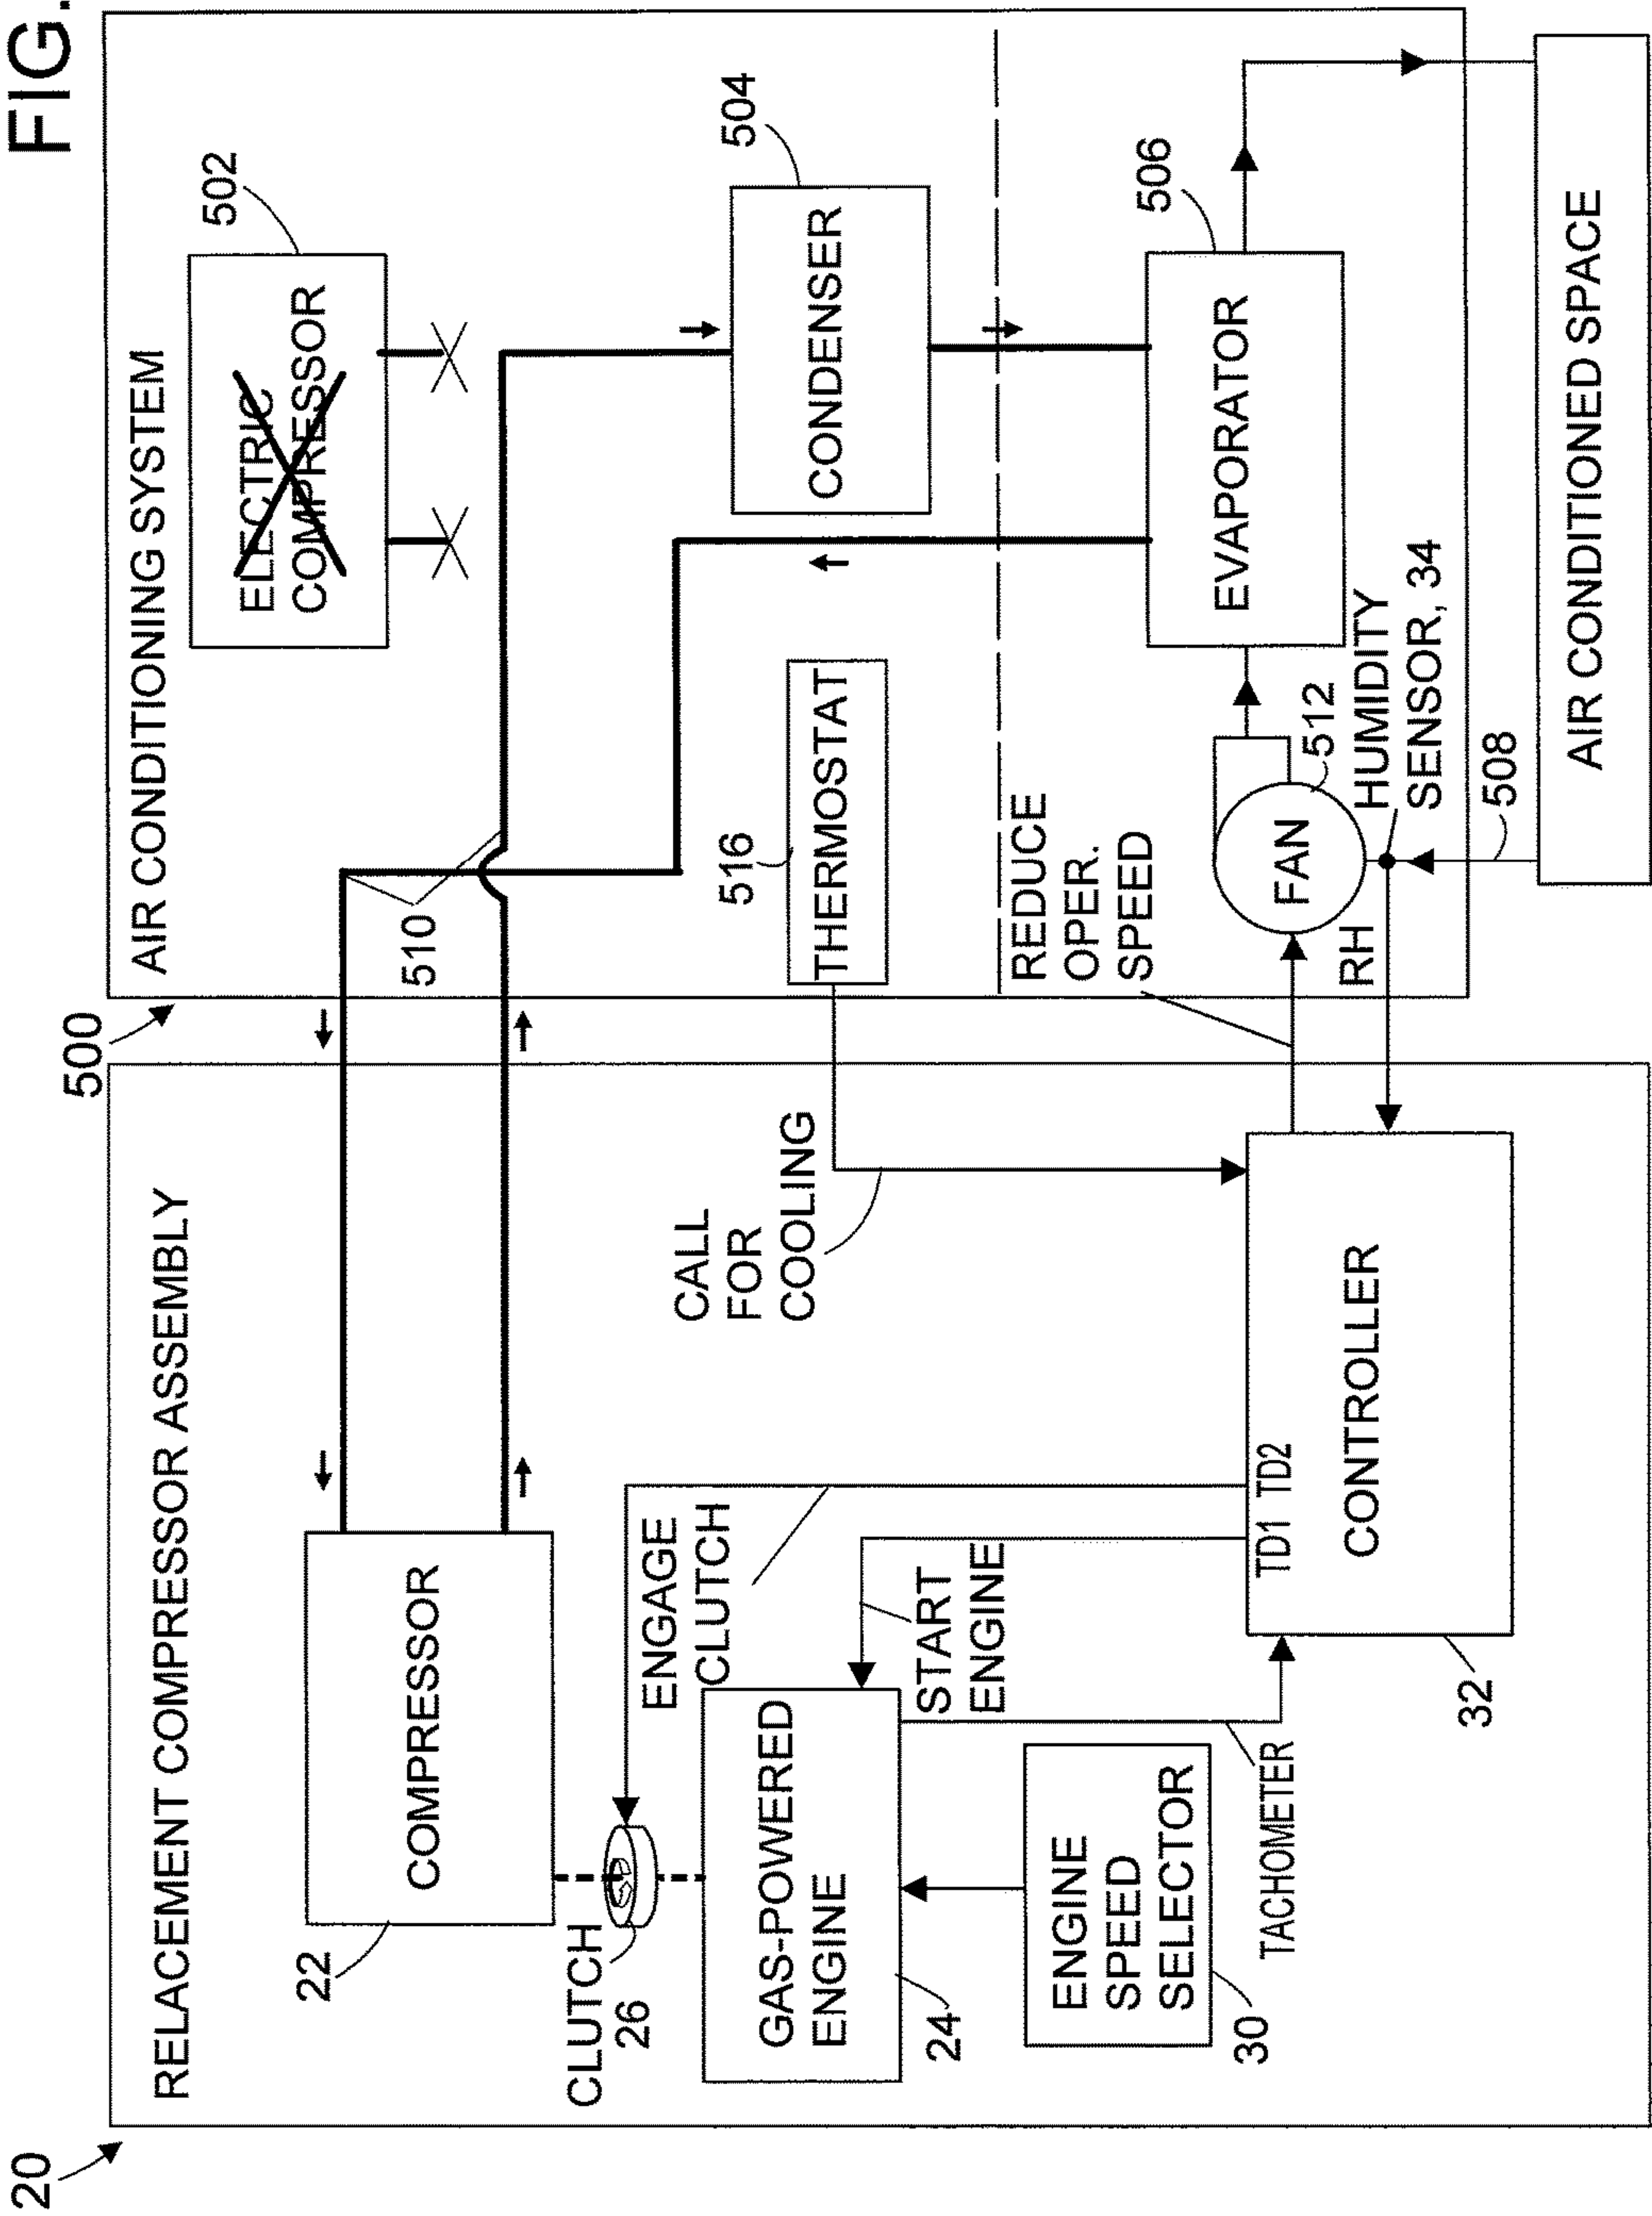 FIG.
20
RELACEMENT COMPRESSOR ASSEMBLY
500
AIR CONDITIONING SYSTEM
22
COMPRESSOR
510
502
ELECTRIC
COMPRESSOR
CLUTCH
26
ENGAGE
CLUTCH
CALL
FOR
COOLING
516
THERMOSTAT
CONDENSER
504
GAS-POWERED
ENGINE
24
START
ENGINE
REDUCE
OPER.
SPEED
ENGINE
SPEED
SELECTOR
30
TACHOMETER
TD1 TD2
CONTROLLER
32
FAN
512
RH
HUMIDITY
SENSOR, 34
EVAPORATOR
506
508
AIR CONDITIONED SPACE